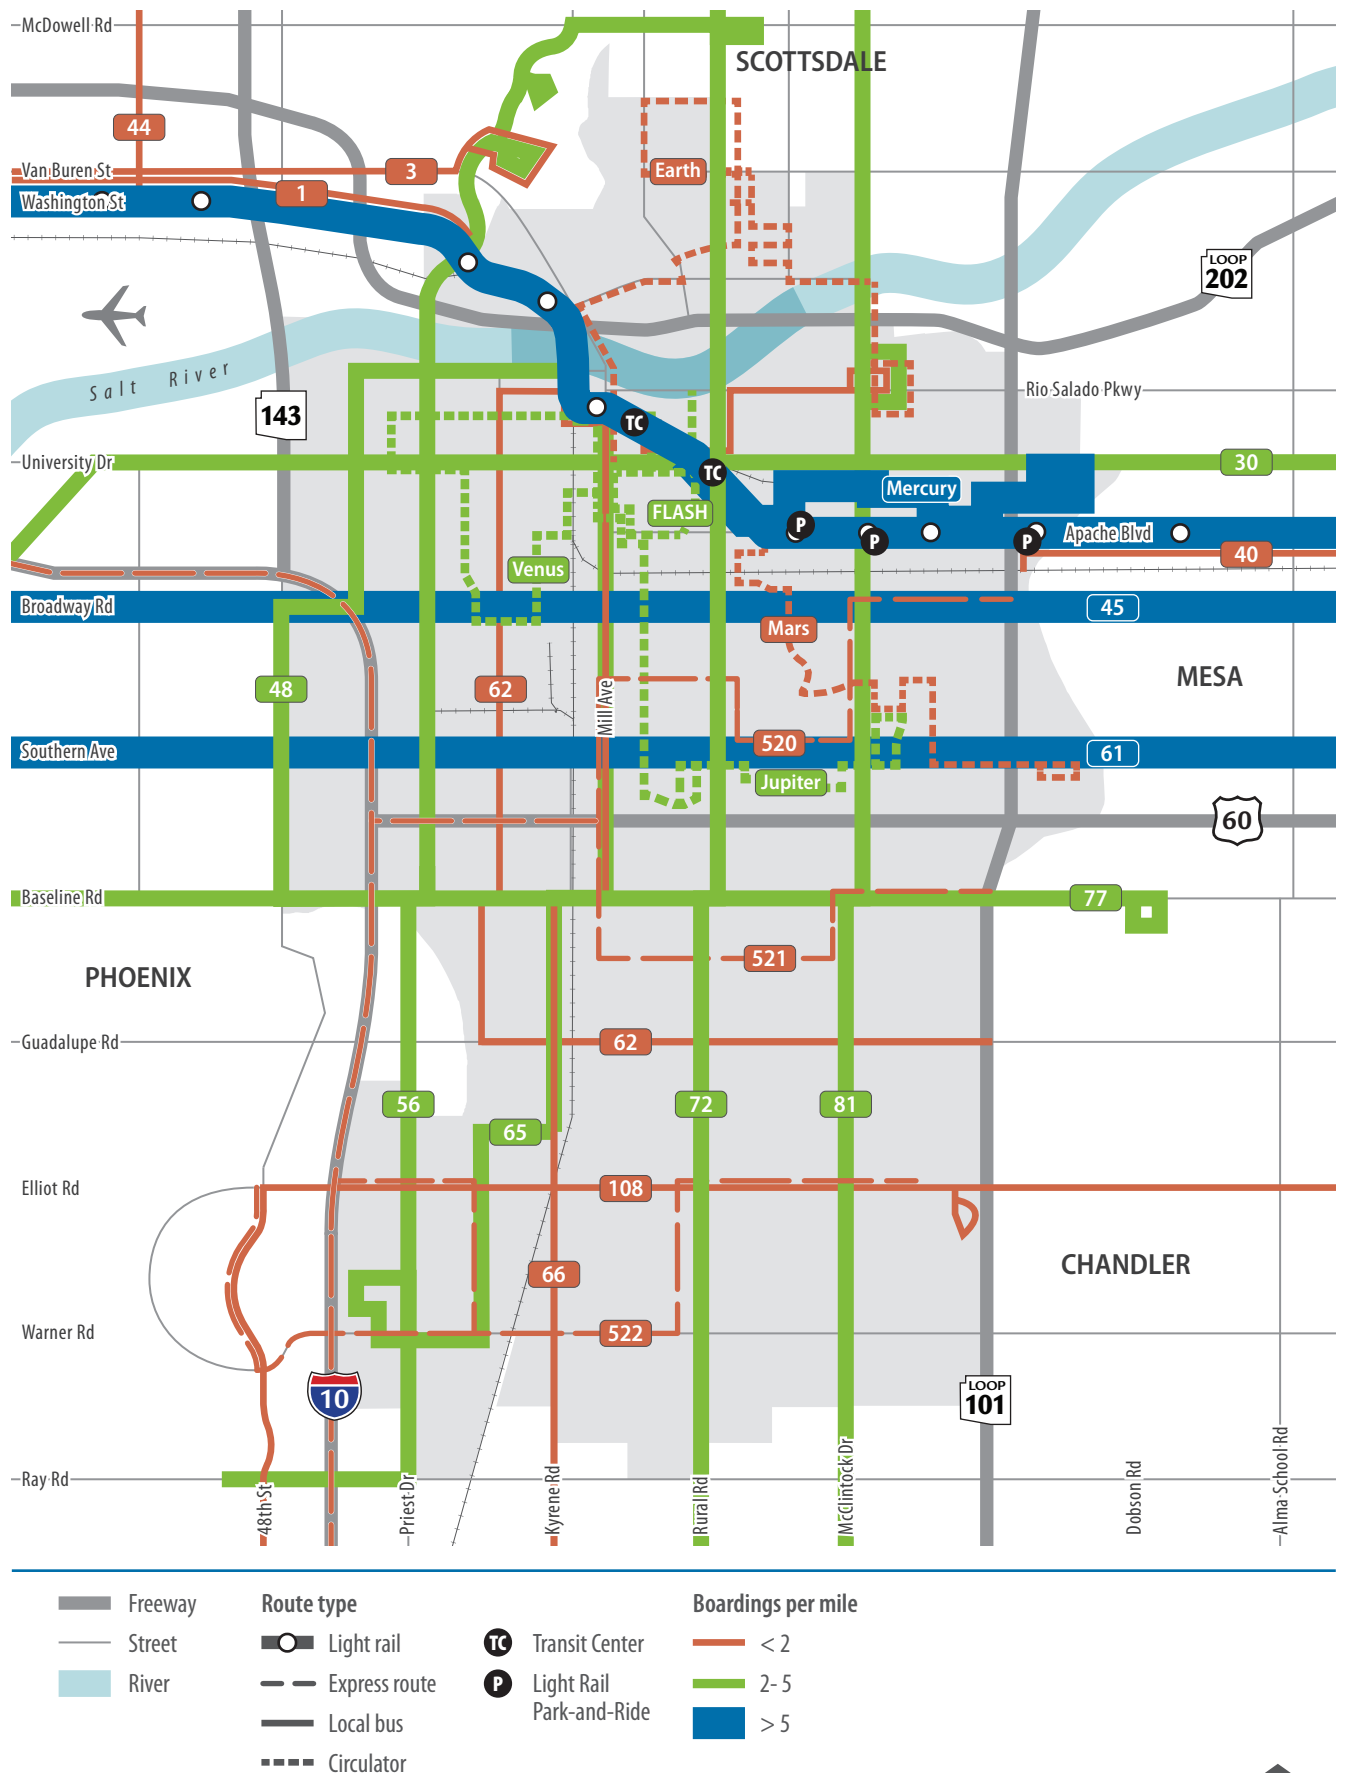 McDowell Rd
SCOTTSDALE
44
Van Buren St
3
Earth
1
Washington St
LOOP
202
Salt River
143
Rio Salado Pkwy
TC
University Dr
30
TC
Mercury
FLASH
P
P
P
Apache Blvd
40
Venus
Broadway Rd
45
Mars
MESA
48
62
Mill Ave
520
Southern Ave
61
Jupiter
60
Baseline Rd
77
521
PHOENIX
Guadalupe Rd
62
56
72
81
65
Elliot Rd
108
CHANDLER
66
Warner Rd
522
10
LOOP
101
Ray Rd
48th St
Priest Dr
Kyrene Rd
Rural Rd
McClintock Dr
Dobson Rd
Alma School Rd
Freeway
Street
River
Route type
Light rail
Express route
Local bus
Circulator
TC Transit Center
P Light Rail
Park-and-Ride
Boardings per mile
< 2
2- 5
> 5